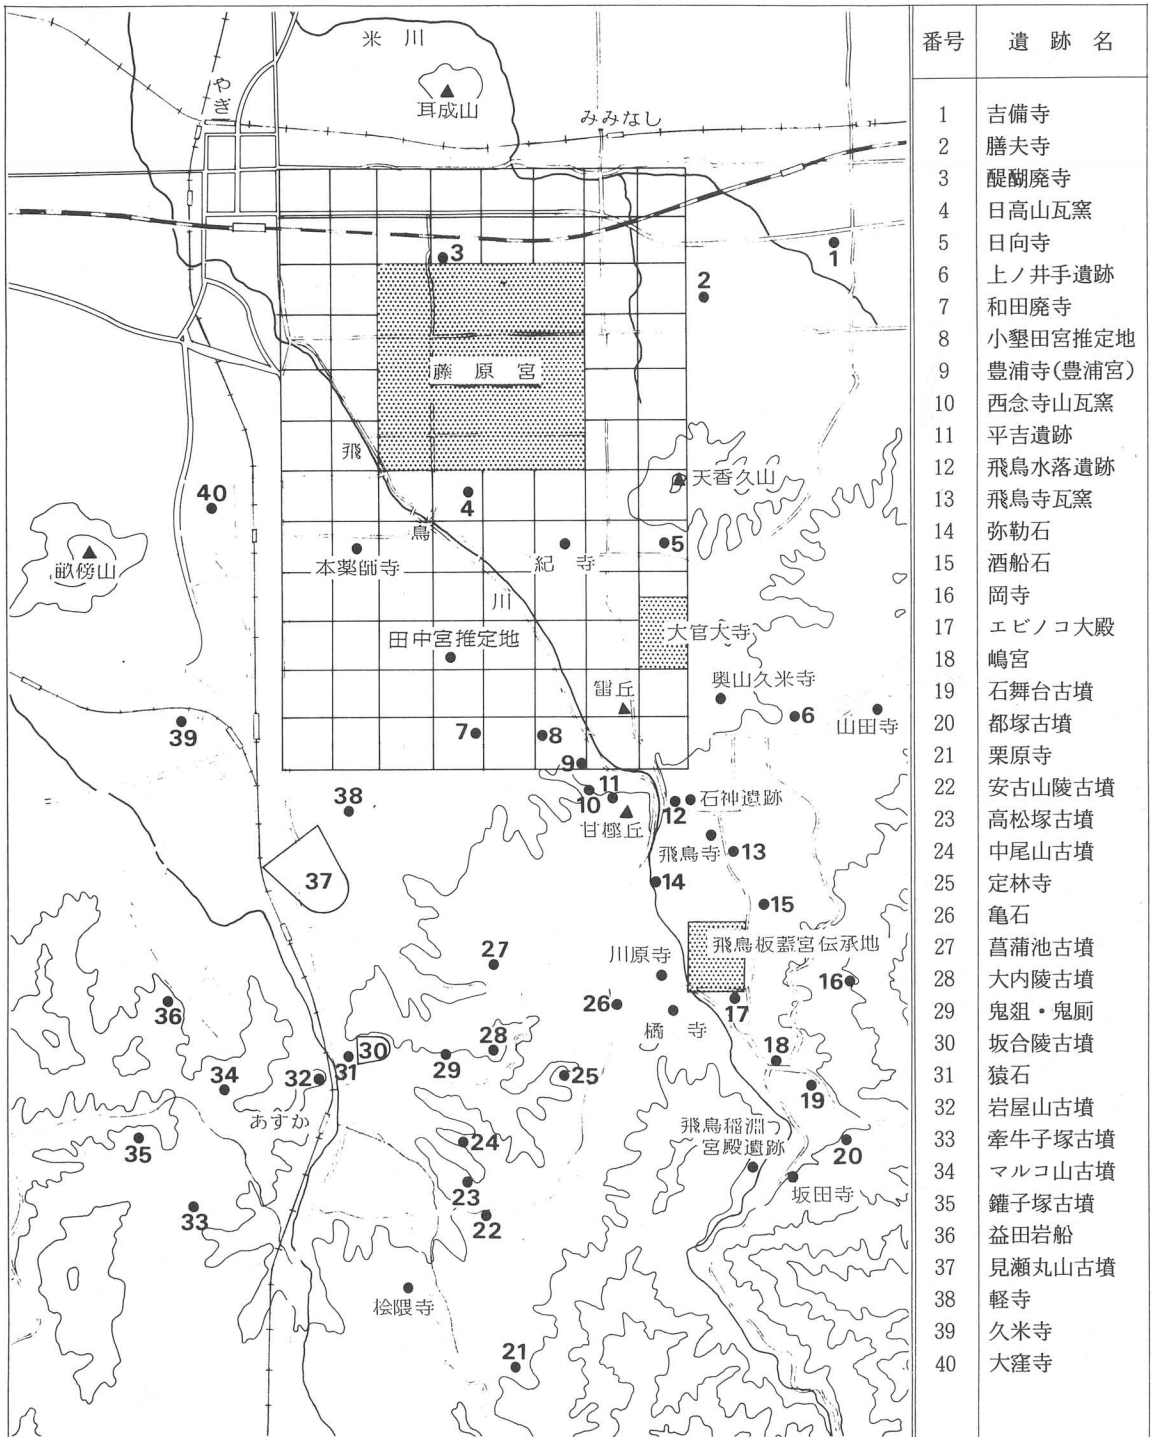 米川
耳成山
やぎ
みみなし
3
1
2
藤原宮
飛
鳥
川
天香久山
40
4
5
畝傍山
本薬師寺
紀寺
大官大寺
田中宮推定地
雷丘
奥山久米寺
6
山田寺
39
7
8
9
38
10
11
甘樫丘
12
石神遺跡
飛鳥寺
13
37
14
15
飛鳥板蓋宮伝承地
27
川原寺
16
26
橘寺
17
36
28
30
31
29
18
34
32
25
19
あすか
飛鳥稲淵
宮殿遺跡
35
24
20
23
坂田寺
33
22
桧隈寺
21
番号 遺跡名
1 吉備寺
2 膳夫寺
3 醍醐廃寺
4 日高山瓦窯
5 日向寺
6 上ノ井手遺跡
7 和田廃寺
8 小墾田宮推定地
9 豊浦寺(豊浦宮)
10 西念寺山瓦窯
11 平吉遺跡
12 飛鳥水落遺跡
13 飛鳥寺瓦窯
14 弥勒石
15 酒船石
16 岡寺
17 エビノコ大殿
18 嶋宮
19 石舞台古墳
20 都塚古墳
21 栗原寺
22 安古山陵古墳
23 高松塚古墳
24 中尾山古墳
25 定林寺
26 亀石
27 菖蒲池古墳
28 大内陵古墳
29 鬼俎・鬼厠
30 坂合陵古墳
31 猿石
32 岩屋山古墳
33 牽牛子塚古墳
34 マルコ山古墳
35 鑵子塚古墳
36 益田岩船
37 見瀬丸山古墳
38 軽寺
39 久米寺
40 大窪寺